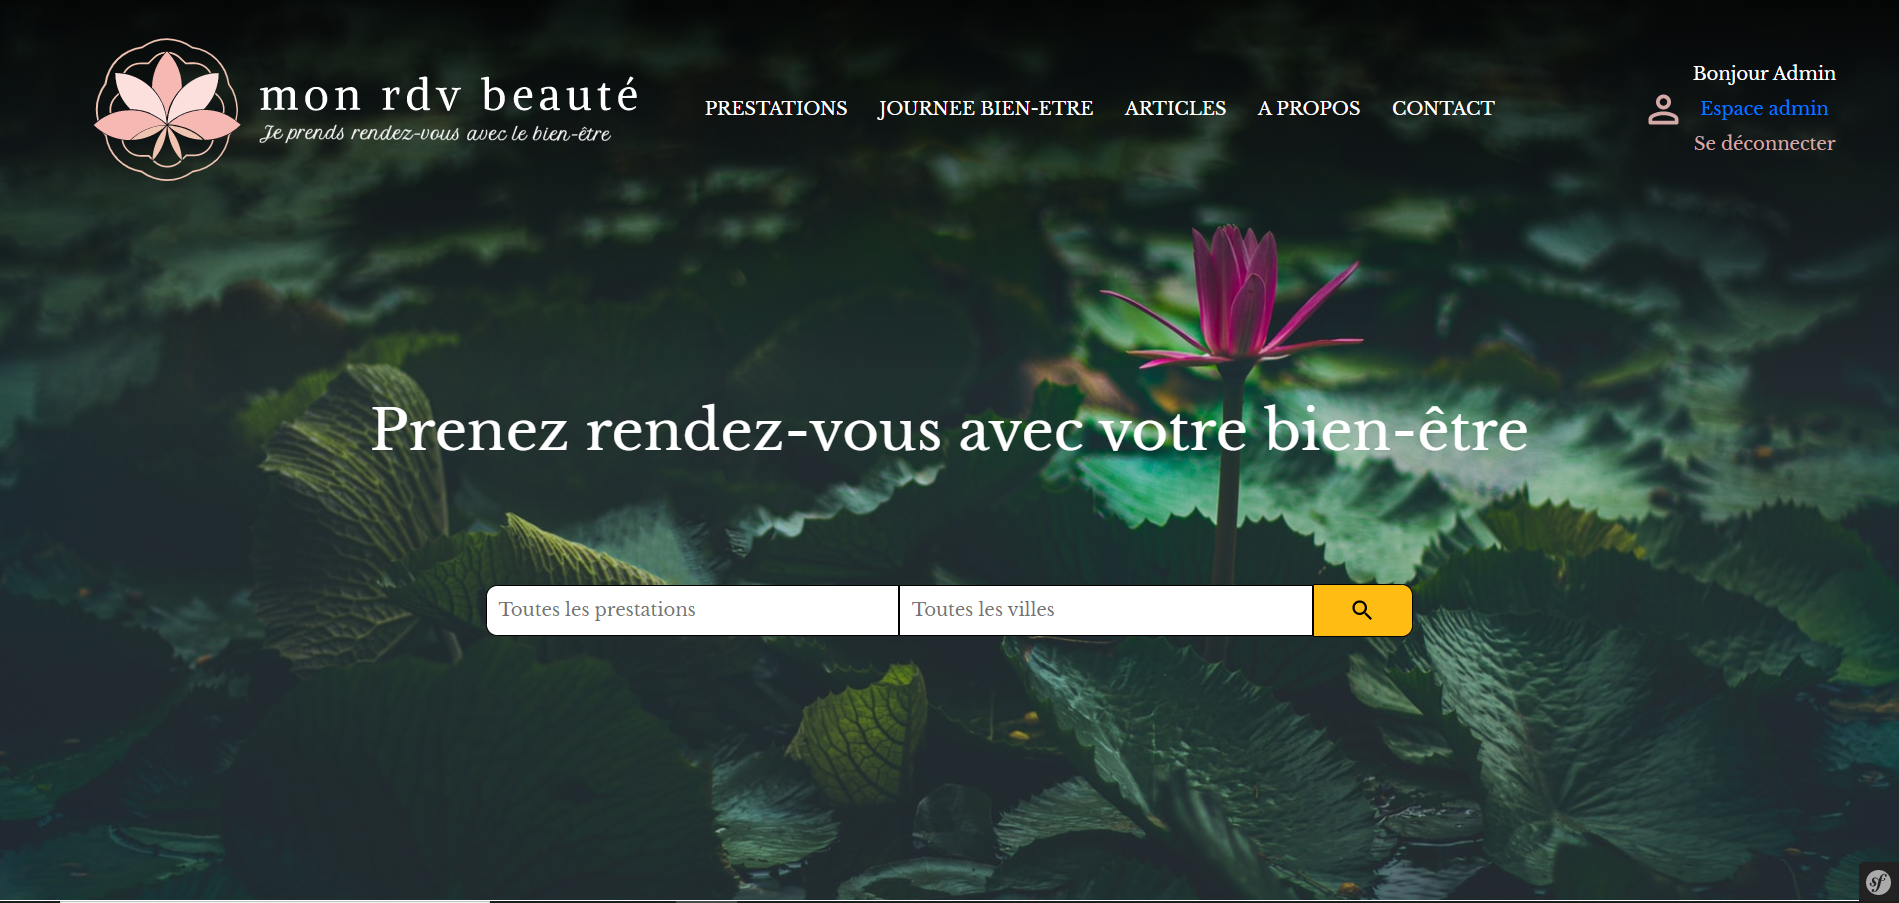 mon rdv beauté
Je prends rendez-vous avec le bien-être
PRESTATIONS JOURNEE BIEN-ETRE ARTICLES A PROPOS CONTACT
Bonjour Admin
Espace admin
Se déconnecter
Prenez rendez-vous avec votre bien-être
Toutes les prestations Toutes les villes
sf